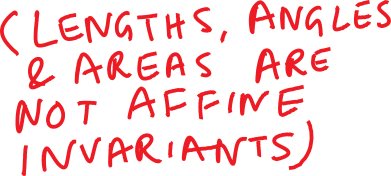 (LENGTHS, ANGLES
& AREAS ARE
NOT AFFINE
INVARIANTS)